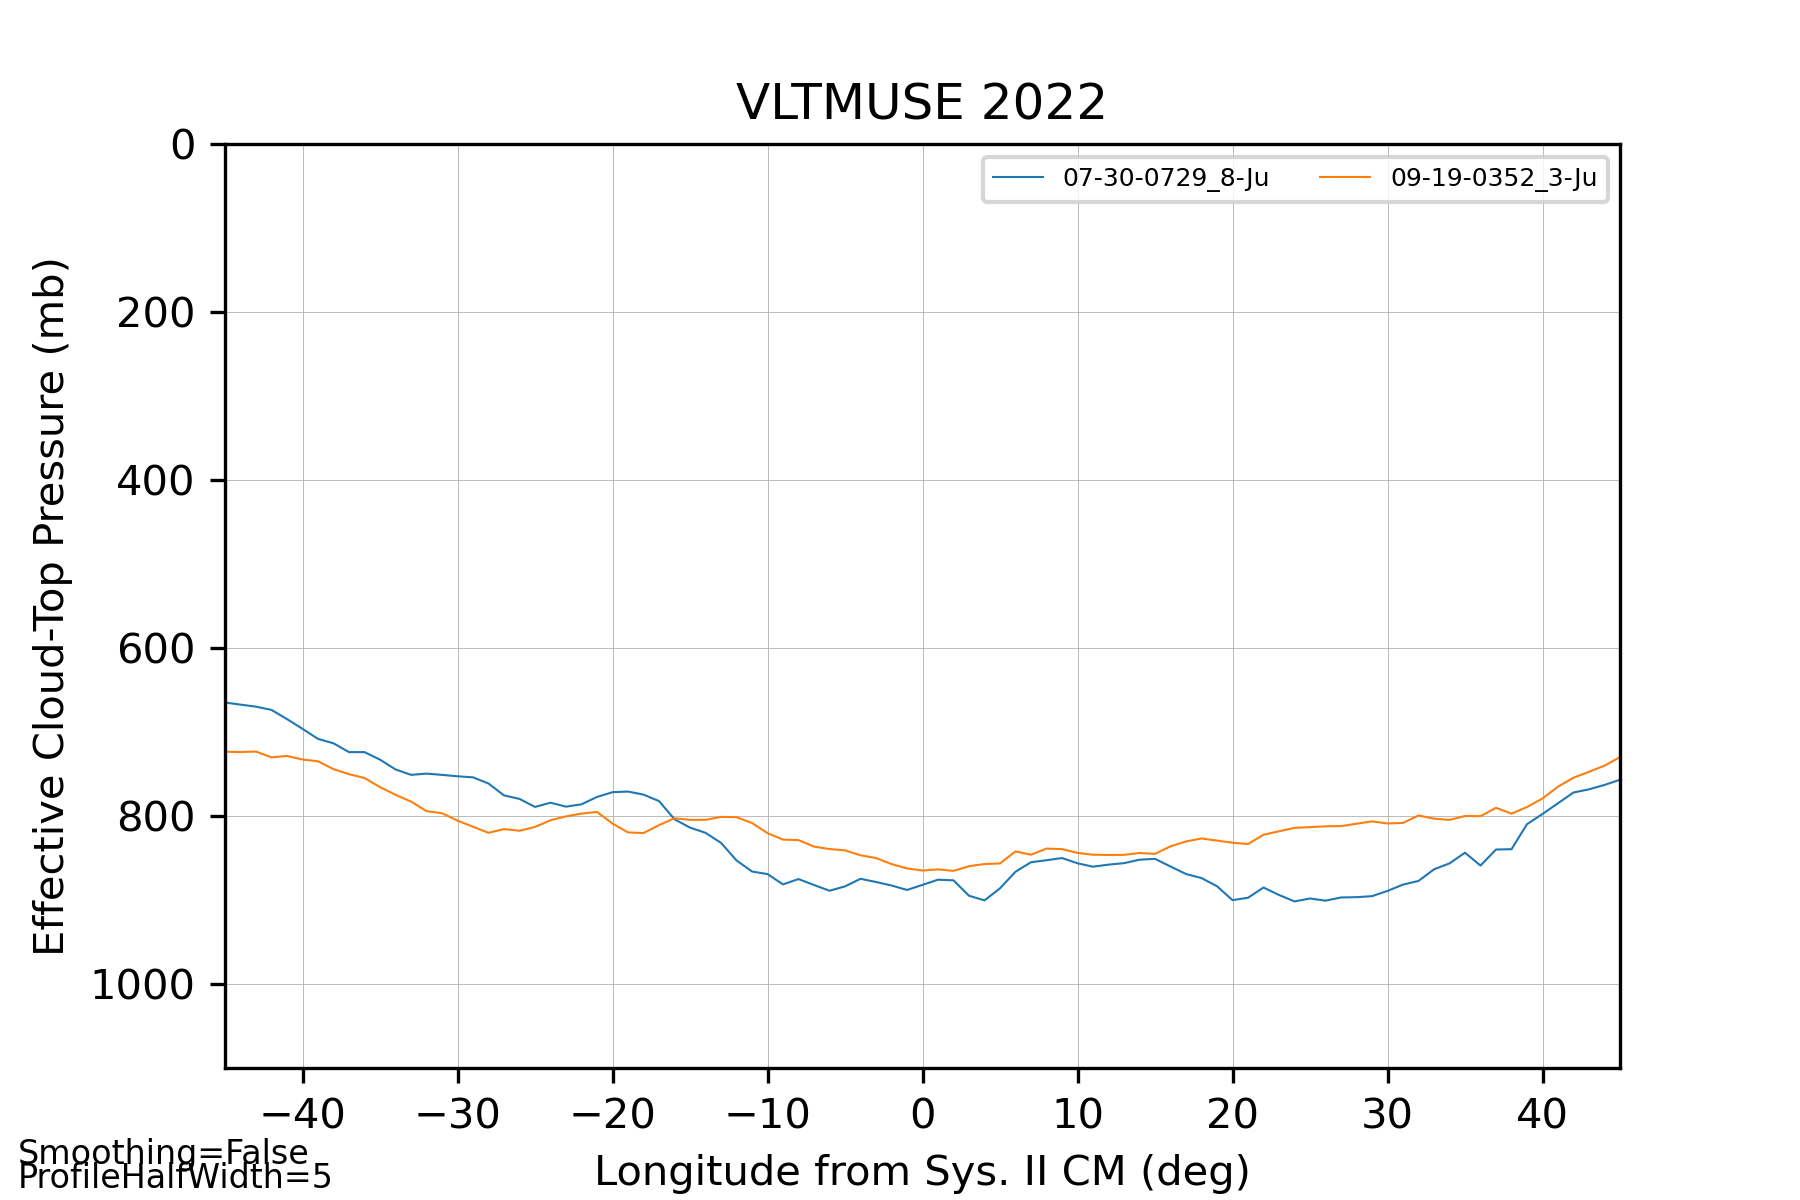 VLTMUSE 2022
07-30-0729_8-Ju 09-19-0352_3-Ju
Effective Cloud-Top Pressure (mb)
0
200
400
600
800
1000
−40 −30 −20 −10 0 10 20 30 40
Longitude from Sys. II CM (deg)
Smoothing=False
ProfileHalfWidth=5